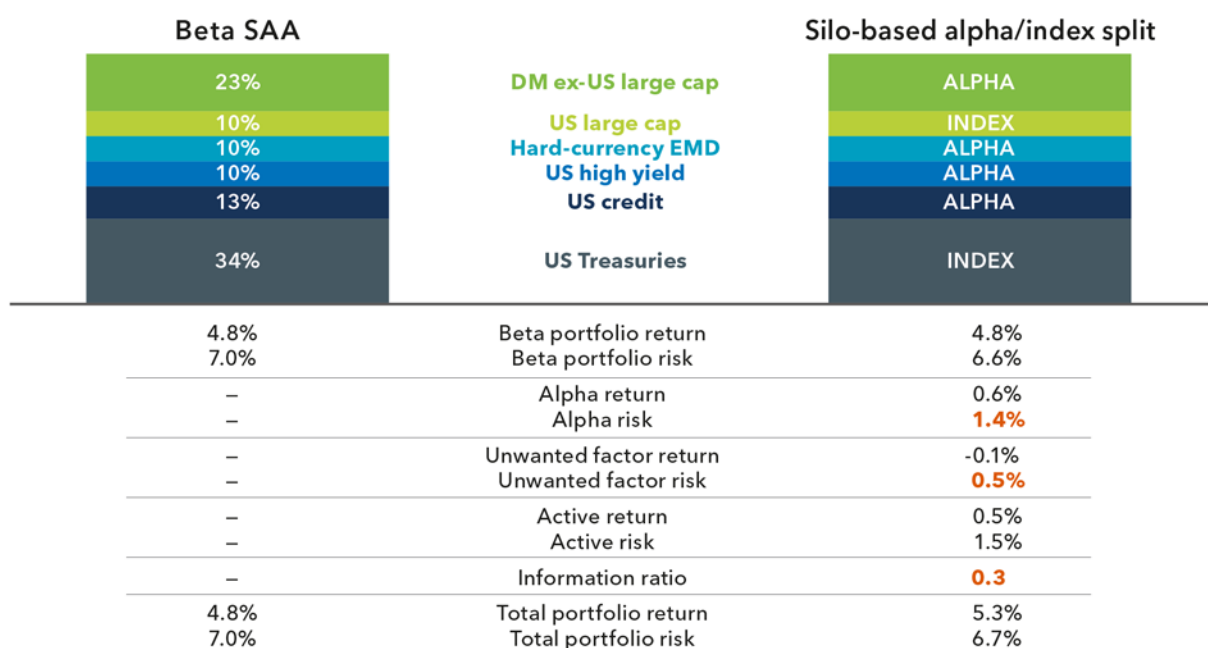 Beta SAA Silo-based alpha/index split
23% DM ex-US large cap ALPHA
10% US large cap INDEX
10% Hard-currency EMD ALPHA
10% US high yield ALPHA
13% US credit ALPHA
34% US Treasuries INDEX
4.8% Beta portfolio return 4.8%
7.0% Beta portfolio risk 6.6%
– Alpha return 0.6%
– Alpha risk 1.4%
– Unwanted factor return -0.1%
– Unwanted factor risk 0.5%
– Active return 0.5%
– Active risk 1.5%
– Information ratio 0.3
4.8% Total portfolio return 5.3%
7.0% Total portfolio risk 6.7%